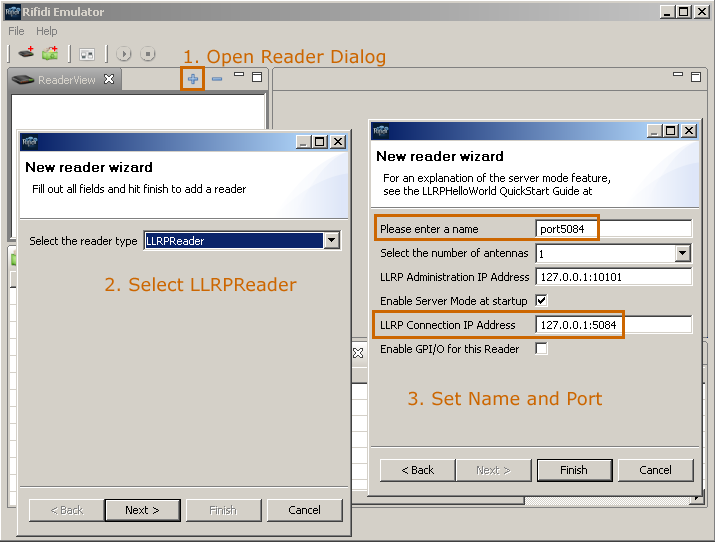 Rifidi Emulator
File Help
1. Open Reader Dialog
ReaderView
New reader wizard
Fill out all fields and hit finish to add a reader
Select the reader type LLRPReader
2. Select LLRPReader
< Back Next > Finish Cancel
New reader wizard
For an explanation of the server mode feature,
see the LLRPHelloWorld QuickStart Guide at
Please enter a name port5084
Select the number of antennas 1
LLRP Administration IP Address 127.0.0.1:10101
Enable Server Mode at startup
LLRP Connection IP Address 127.0.0.1:5084
Enable GPI/O for this Reader
3. Set Name and Port
< Back Next > Finish Cancel